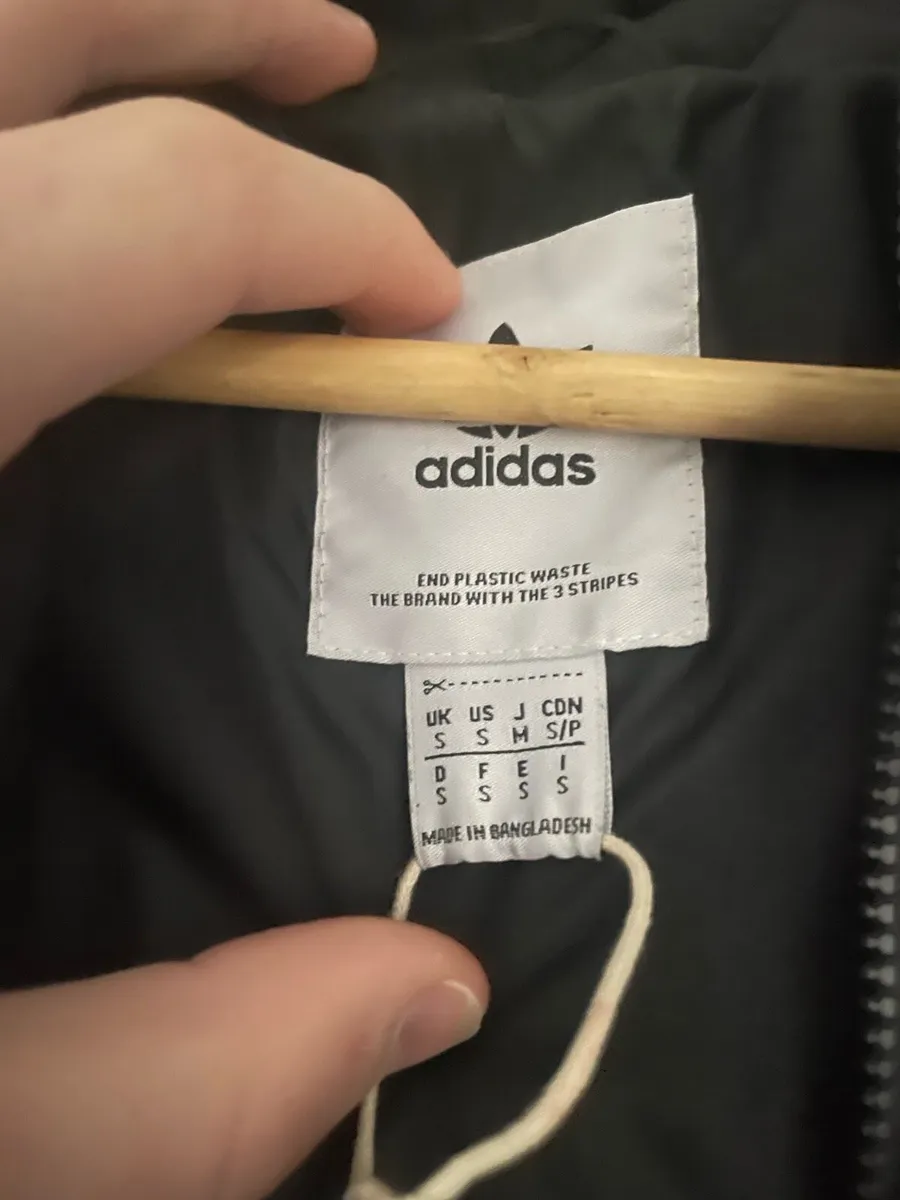 adidas
END PLASTIC WASTE
THE BRAND WITH THE 3 STRIPES
UK US J CDN
S S M S/P
D F E I
S S S S
MADE IN BANGLADESH